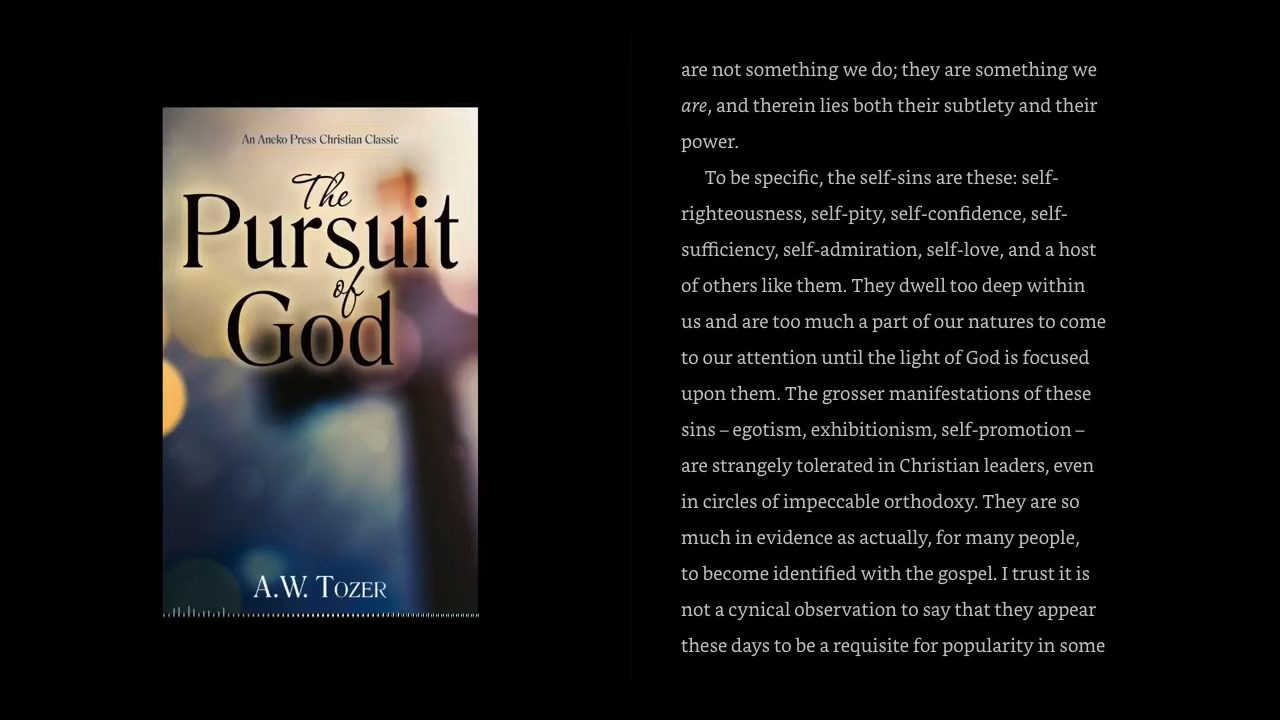 An Aneko Press Christian Classic
The
Pursuit
of
God
A.W. Tozer
are not something we do; they are something we
are, and therein lies both their subtlety and their
power.
To be specific, the self-sins are these: self-
righteousness, self-pity, self-confidence, self-
sufficiency, self-admiration, self-love, and a host
of others like them. They dwell too deep within
us and are too much a part of our natures to come
to our attention until the light of God is focused
upon them. The grosser manifestations of these
sins – egotism, exhibitionism, self-promotion –
are strangely tolerated in Christian leaders, even
in circles of impeccable orthodoxy. They are so
much in evidence as actually, for many people,
to become identified with the gospel. I trust it is
not a cynical observation to say that they appear
these days to be a requisite for popularity in some